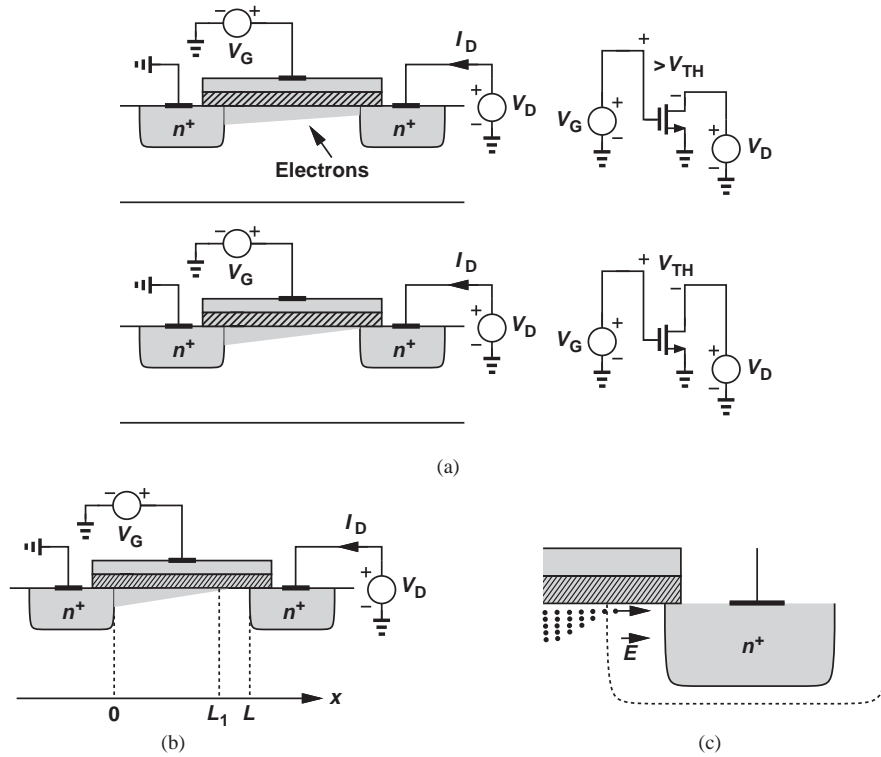 − +
V_G
I_D
V_D
+
−
n+
n+
Electrons
+
> V_TH
−
V_G
+
−
+
−
V_D
− +
V_G
I_D
V_D
+
−
n+
n+
+
V_TH
−
V_G
+
−
+
−
V_D
(a)
− +
V_G
I_D
+
−
V_D
n+
n+
0
L_1
L
x
(b)
E
n+
(c)